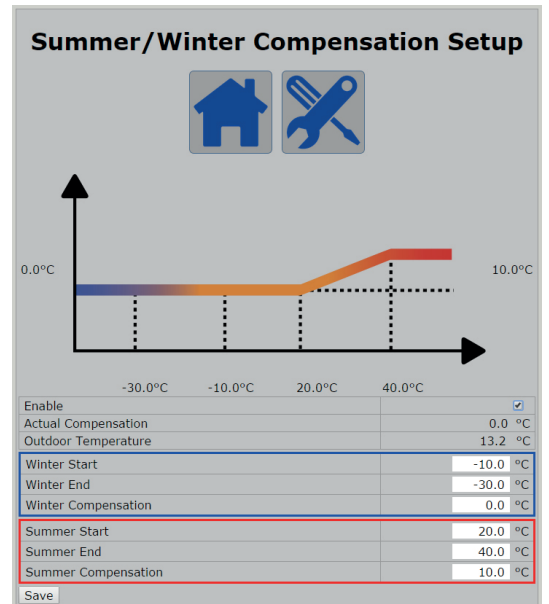 Summer/Winter Compensation Setup
0.0°C 10.0°C
-30.0°C -10.0°C 20.0°C 40.0°C
Enable
Actual Compensation 0.0 °C
Outdoor Temperature 13.2 °C
Winter Start -10.0 °C
Winter End -30.0 °C
Winter Compensation 0.0 °C
Summer Start 20.0 °C
Summer End 40.0 °C
Summer Compensation 10.0 °C
Save